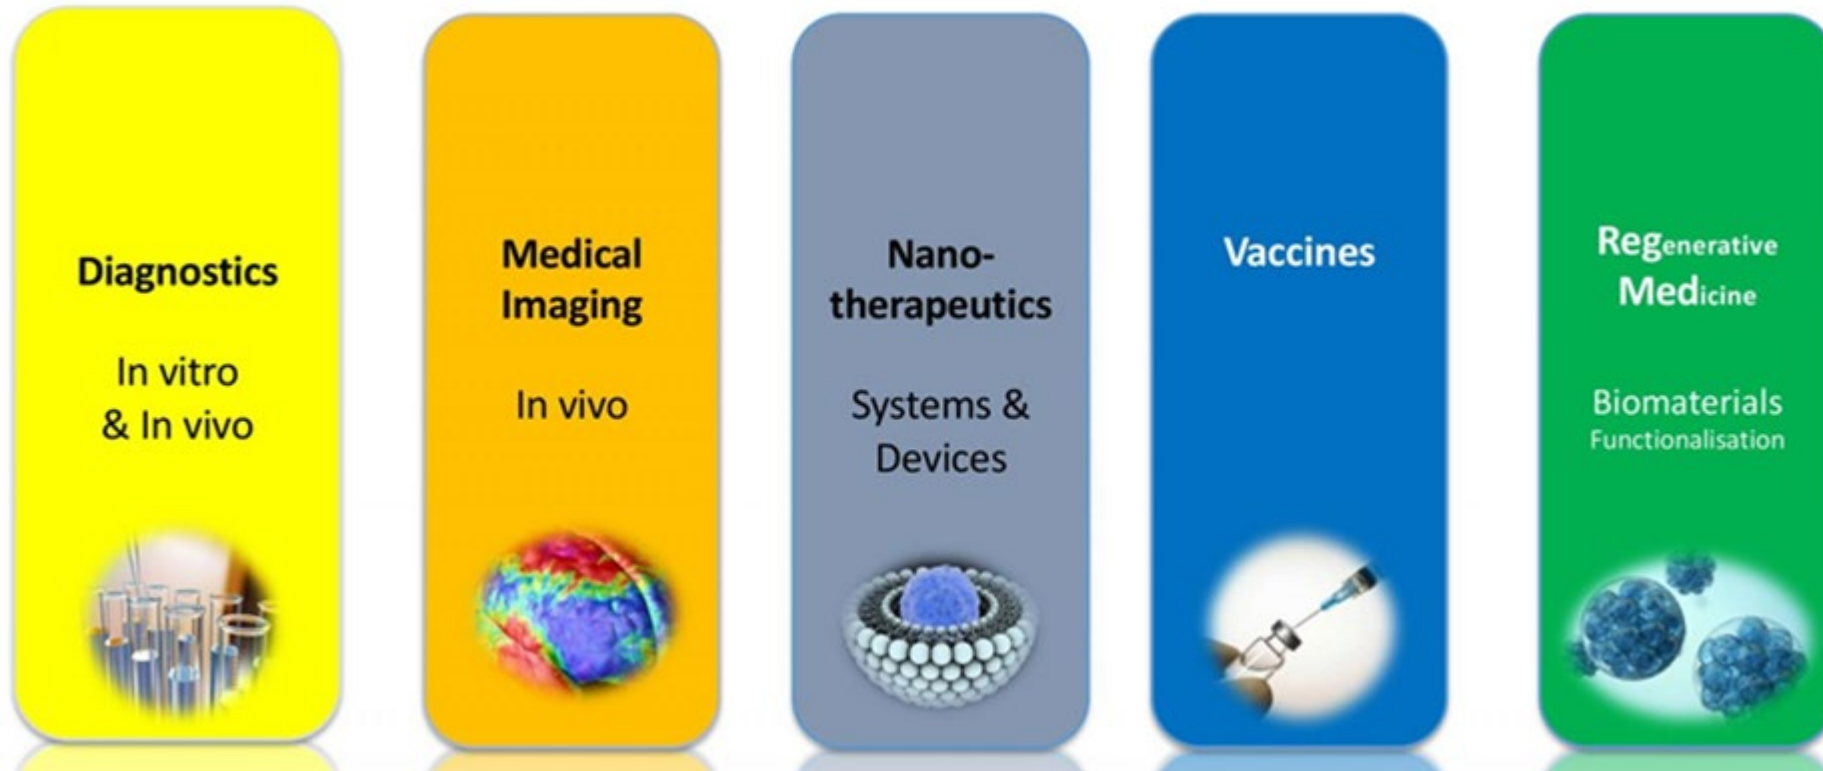 Diagnostics
In vitro
& In vivo
Medical
Imaging
In vivo
Nano-
therapeutics
Systems &
Devices
Vaccines
Regenerative
Medicine
Biomaterials
Functionalisation